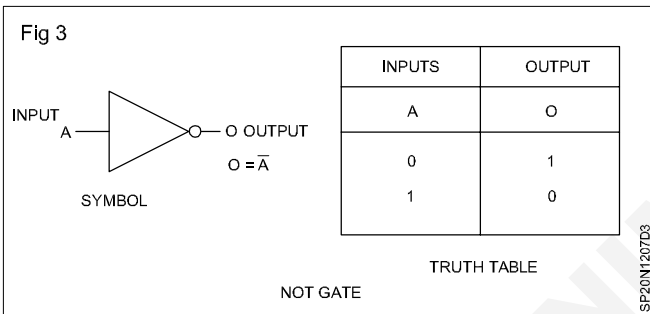 Fig 3
INPUT
A
O OUTPUT
O = A̅
SYMBOL
INPUTS OUTPUT
A O
0 1
1 0
TRUTH TABLE
NOT GATE
SP20N1207D3